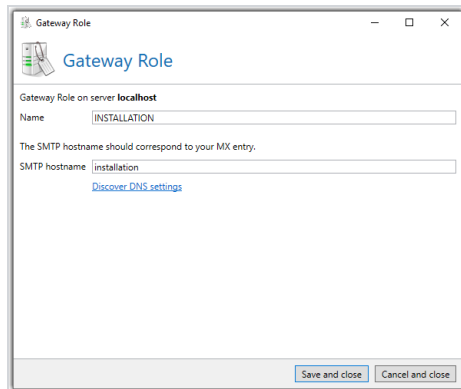 Gateway Role
Gateway Role
Gateway Role on server localhost
Name INSTALLATION
The SMTP hostname should correspond to your MX entry.
SMTP hostname installation
Discover DNS settings
Save and close Cancel and close